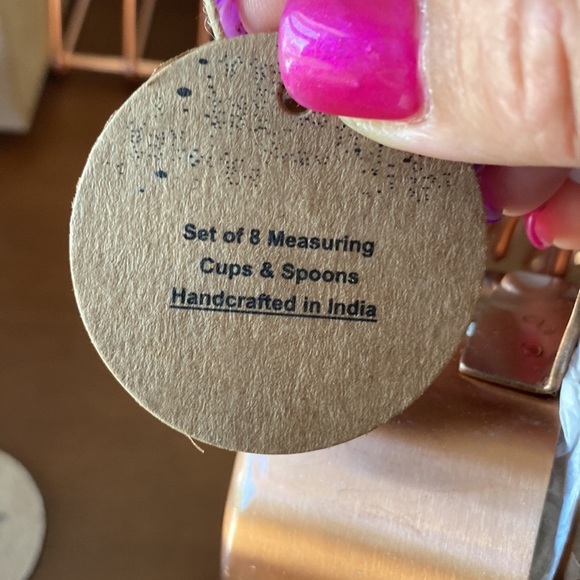 Set of 8 Measuring
Cups & Spoons
Handcrafted in India